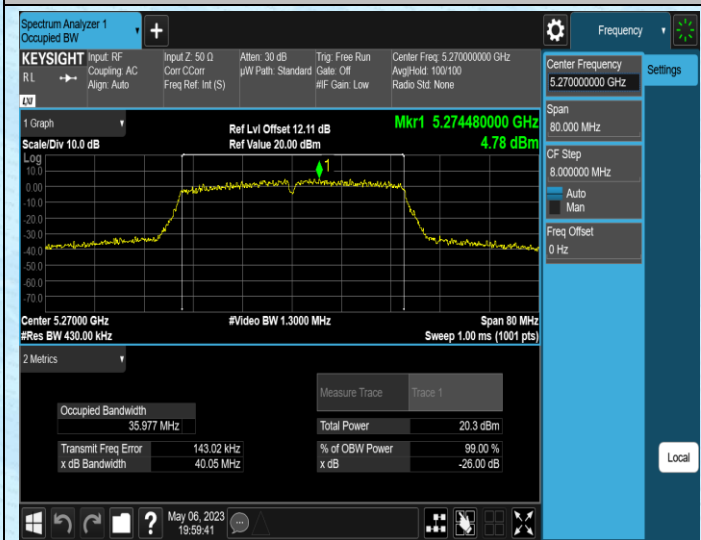 Spectrum Analyzer 1
Occupied BW
Frequency
KEYSIGHT
R L
LXI
Input: RF
Coupling: AC
Align: Auto
Input Z: 50 Ω
Corr CCorr
Freq Ref: Int (S)
Atten: 30 dB
µW Path: Standard
Trig: Free Run
Gate: Off
#IF Gain: Low
Center Freq: 5.270000000 GHz
Avg|Hold: 100/100
Radio Std: None
Center Frequency
5.270000000 GHz
Settings
Span
80.000 MHz
CF Step
8.000000 MHz
Auto
Man
Freq Offset
0 Hz
1 Graph
Scale/Div 10.0 dB
Ref Lvl Offset 12.11 dB
Ref Value 20.00 dBm
Mkr1 5.274480000 GHz
4.78 dBm
Log
10.0
0.00
-10.0
-20.0
-30.0
-40.0
-50.0
-60.0
-70.0
1
Center 5.27000 GHz
#Res BW 430.00 kHz
#Video BW 1.3000 MHz
Span 80 MHz
Sweep 1.00 ms (1001 pts)
2 Metrics
Measure Trace
Trace 1
Occupied Bandwidth
35.977 MHz
Total Power
20.3 dBm
Transmit Freq Error
143.02 kHz
% of OBW Power
99.00 %
x dB Bandwidth
40.05 MHz
x dB
-26.00 dB
Local
?
May 06, 2023
19:59:41